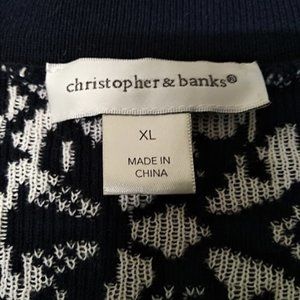 christopher & banks®
XL
MADE IN
CHINA